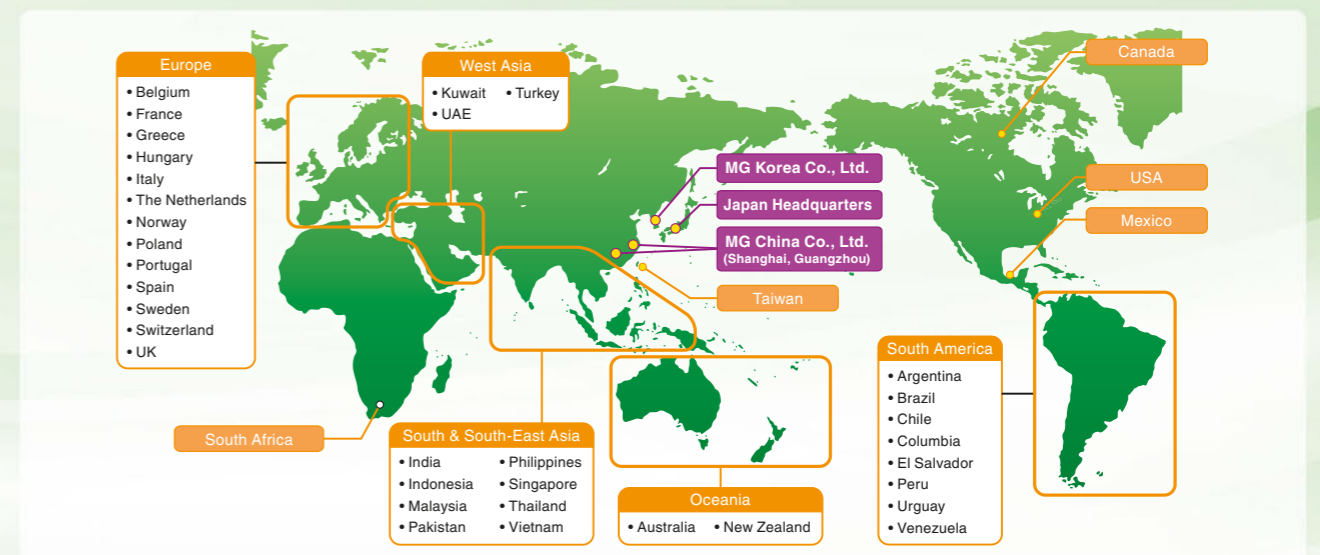 Europe
• Belgium
• France
• Greece
• Hungary
• Italy
• The Netherlands
• Norway
• Poland
• Portugal
• Spain
• Sweden
• Switzerland
• UK
West Asia
• Kuwait • Turkey
• UAE
Canada
MG Korea Co., Ltd.
Japan Headquarters
MG China Co., Ltd.
(Shanghai, Guangzhou)
Taiwan
USA
Mexico
South Africa
South & South-East Asia
• India • Philippines
• Indonesia • Singapore
• Malaysia • Thailand
• Pakistan • Vietnam
Oceania
• Australia • New Zealand
South America
• Argentina
• Brazil
• Chile
• Columbia
• El Salvador
• Peru
• Urguay
• Venezuela